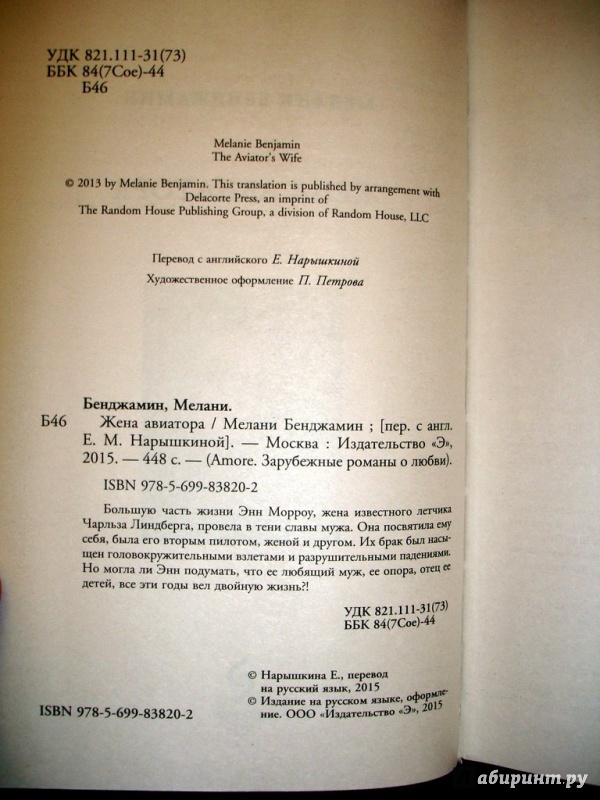 УДК 821.111-31(73)
ББК 84(7Сое)-44
Б46
Melanie Benjamin
The Aviator's Wife
© 2013 by Melanie Benjamin. This translation is published by arrangement with
Delacorte Press, an imprint of
The Random House Publishing Group, a division of Random House, LLC
Перевод с английского Е. Нарышкиной
Художественное оформление П. Петрова
Бенджамин, Мелани.
Б46 Жена авиатора / Мелани Бенджамин ; [пер. с англ.
Е. М. Нарышкиной]. — Москва : Издательство «Э»,
2015. — 448 с. — (Amore. Зарубежные романы о любви).
ISBN 978-5-699-83820-2
Большую часть жизни Энн Морроу, жена известного летчика
Чарльза Линдберга, провела в тени славы мужа. Она посвятила ему
себя, была его вторым пилотом, женой и другом. Их брак был насы-
щен головокружительными взлетами и разрушительными падениями.
Но могла ли Энн подумать, что ее любящий муж, ее опора, отец ее
детей, все эти годы вел двойную жизнь?!
УДК 821.111-31(73)
ББК 84(7Сое)-44
© Нарышкина Е., перевод
на русский язык, 2015
© Издание на русском языке, оформле-
ние. ООО «Издательство «Э», 2015
ISBN 978-5-699-83820-2
абиринт.ру